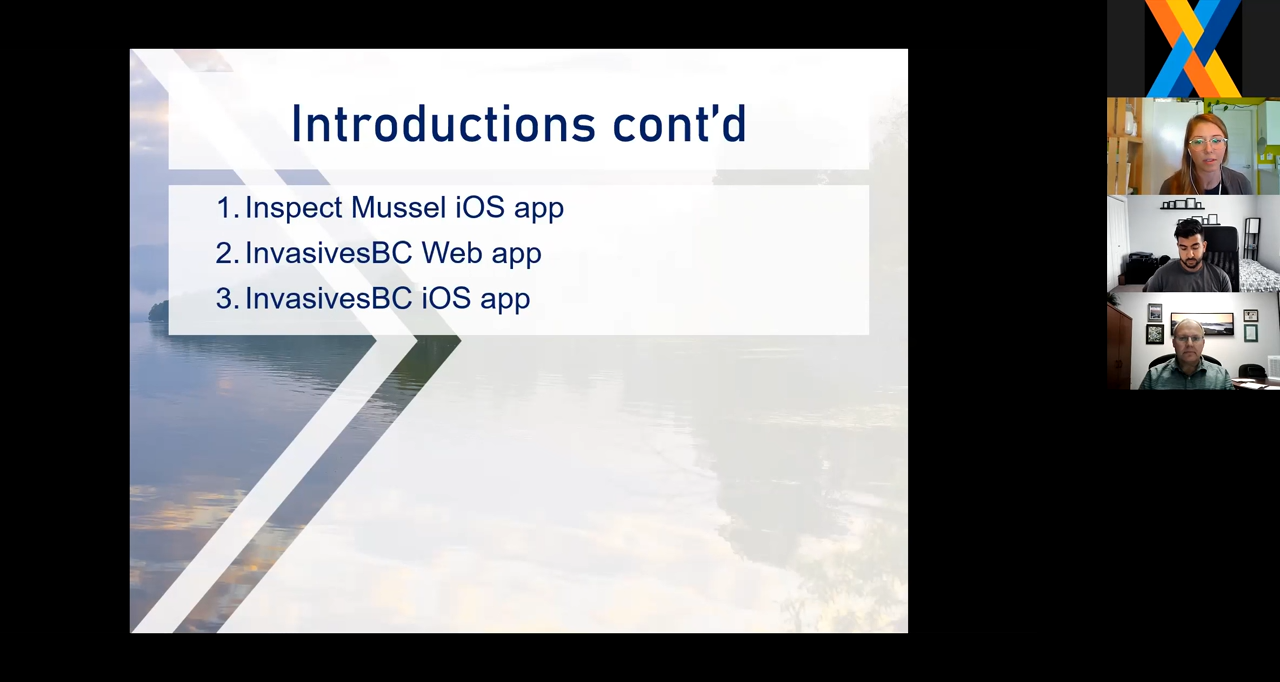 Introductions cont’d
1. Inspect Mussel iOS app
2. InvasivesBC Web app
3. InvasivesBC iOS app